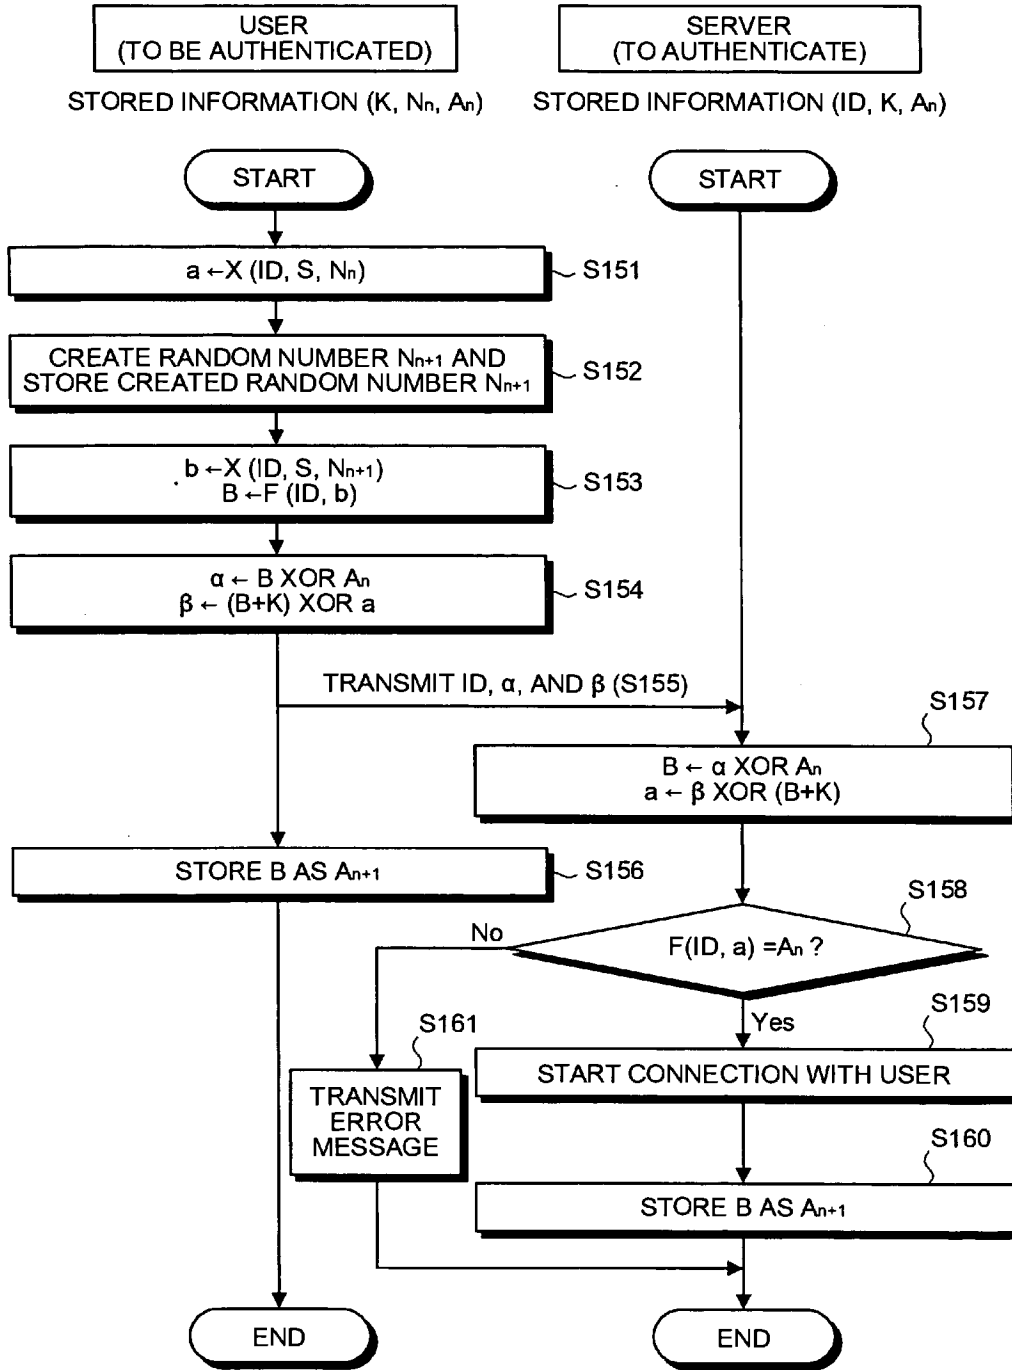 USER
(TO BE AUTHENTICATED)
SERVER
(TO AUTHENTICATE)
STORED INFORMATION (K, Nn, An)
STORED INFORMATION (ID, K, An)
START
START
a ←X (ID, S, Nn)
S151
CREATE RANDOM NUMBER Nn+1 AND
STORE CREATED RANDOM NUMBER Nn+1
S152
b ←X (ID, S, Nn+1)
B ←F (ID, b)
S153
α ← B XOR An
β ← (B+K) XOR a
S154
TRANSMIT ID, α, AND β (S155)
S157
B ← α XOR An
a ← β XOR (B+K)
STORE B AS An+1
S156
S158
F(ID, a) =An ?
No
Yes
S159
START CONNECTION WITH USER
S161
TRANSMIT
ERROR
MESSAGE
S160
STORE B AS An+1
END
END